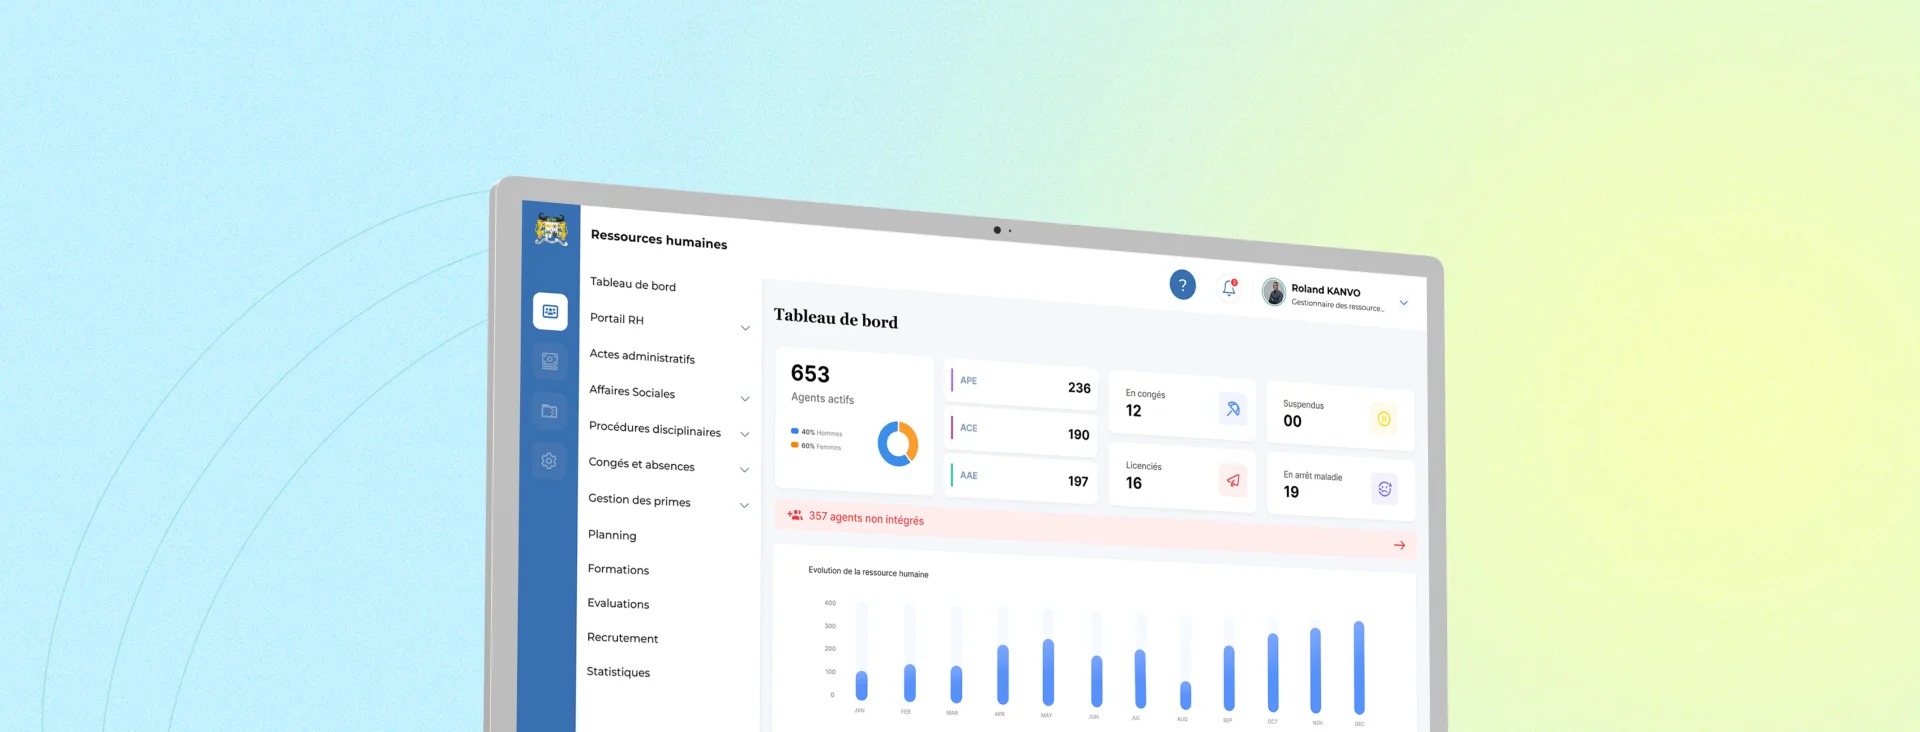 Ressources humaines
Tableau de bord
Portail RH
Actes administratifs
Affaires Sociales
Procédures disciplinaires
Congés et absences
Gestion des primes
Planning
Formations
Evaluations
Recrutement
Statistiques
?
Roland KANVO
Gestionnaire des ressource...
Tableau de bord
653
Agents actifs
40% Hommes
60% Femmes
APE 236
ACE 190
AAE 197
En congés
12
Suspendus
00
Licenciés
16
En arrêt maladie
19
357 agents non intégrés
Evolution de la ressource humaine
400
300
200
100
0
JAN FEB MAR APR MAY JUN JUL AUG SEP OCT NOV DEC